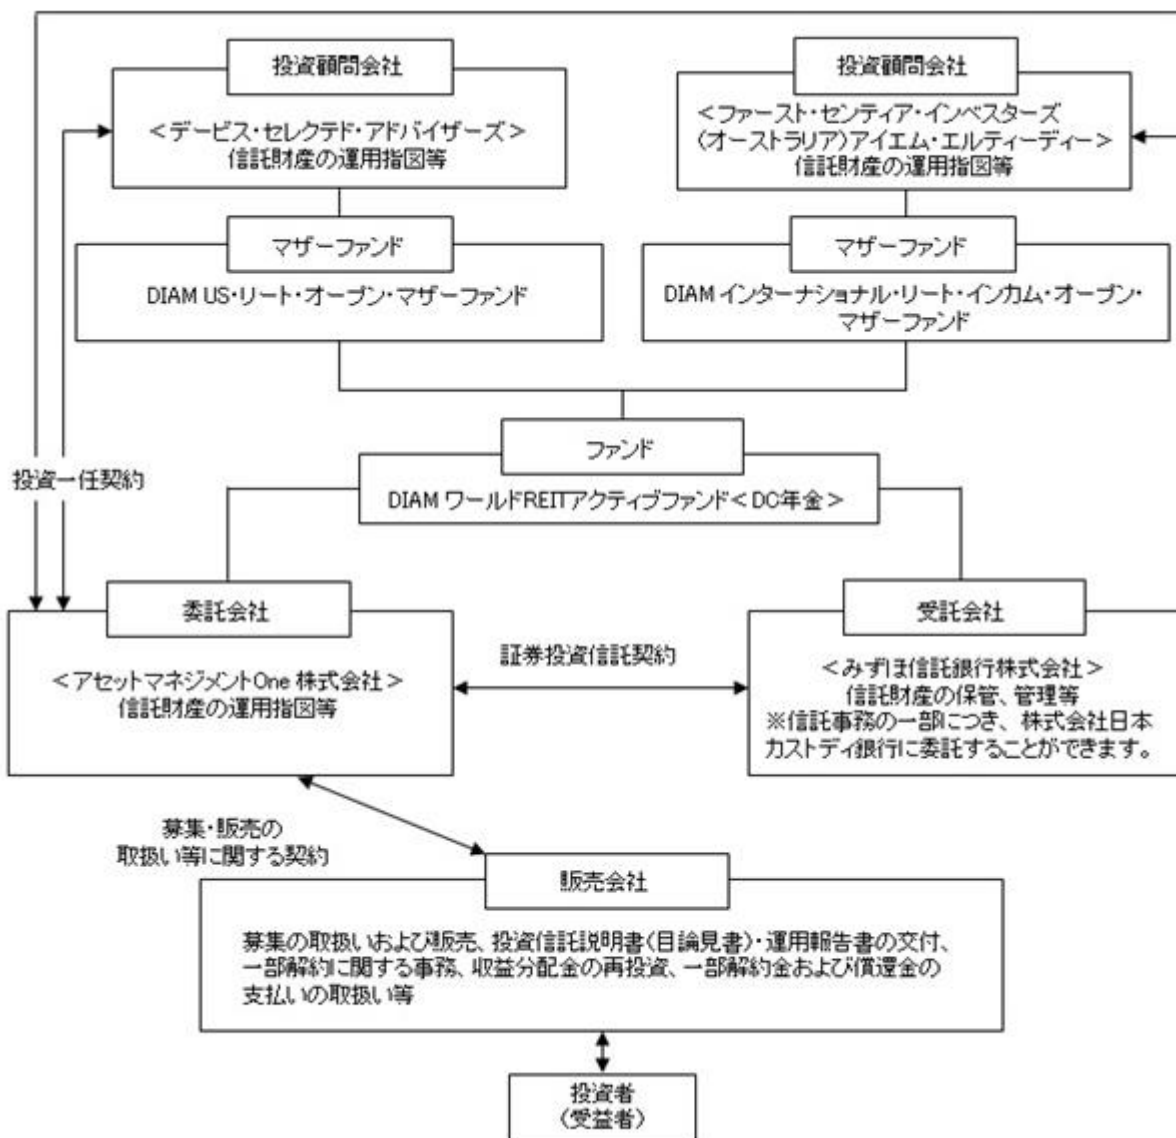 投資顧問会社
<デービス・セレクテド・アドバイザーズ>
信託財産の運用指図等
投資顧問会社
<ファースト・センティア・インベスターズ
(オーストラリア)アイエム・エルティーディー>
信託財産の運用指図等
マザーファンド
DIAM US・リート・オープン・マザーファンド
マザーファンド
DIAM インターナショナル・リート・インカム・オープン・
マザーファンド
ファンド
DIAM ワールドREITアクティブファンド<DC年金>
投資一任契約
委託会社
<アセットマネジメントOne 株式会社>
信託財産の運用指図等
証券投資信託契約
受託会社
<みずほ信託銀行株式会社>
信託財産の保管、管理等
※信託事務の一部につき、株式会社日本
カストディ銀行に委託することができます。
募集・販売の
取扱い等に関する契約
販売会社
募集の取扱いおよび販売、投資信託説明書(目論見書)・運用報告書の交付、
一部解約に関する事務、収益分配金の再投資、一部解約金および償還金の
支払いの取扱い等
投資者
(受益者)